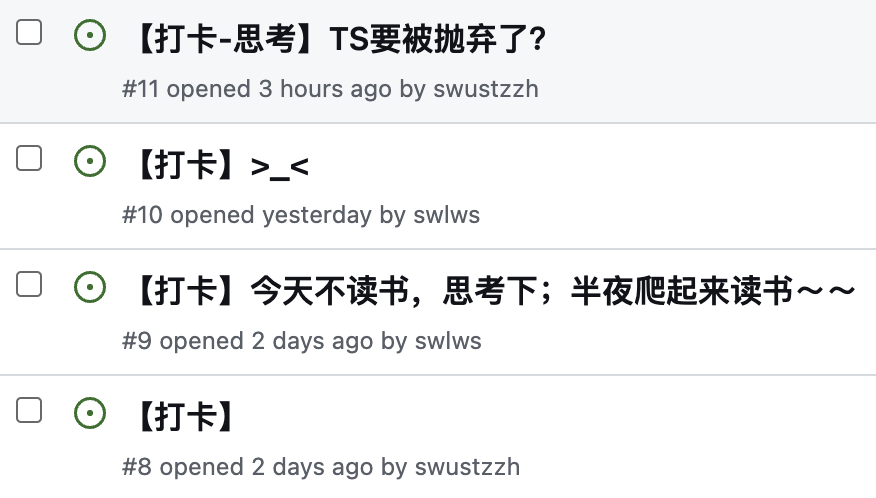 【打卡-思考】TS要被抛弃了?
#11 opened 3 hours ago by swustzzh
【打卡】>_<
#10 opened yesterday by swlws
【打卡】今天不读书，思考下；半夜爬起来读书～～
#9 opened 2 days ago by swlws
【打卡】
#8 opened 2 days ago by swustzzh